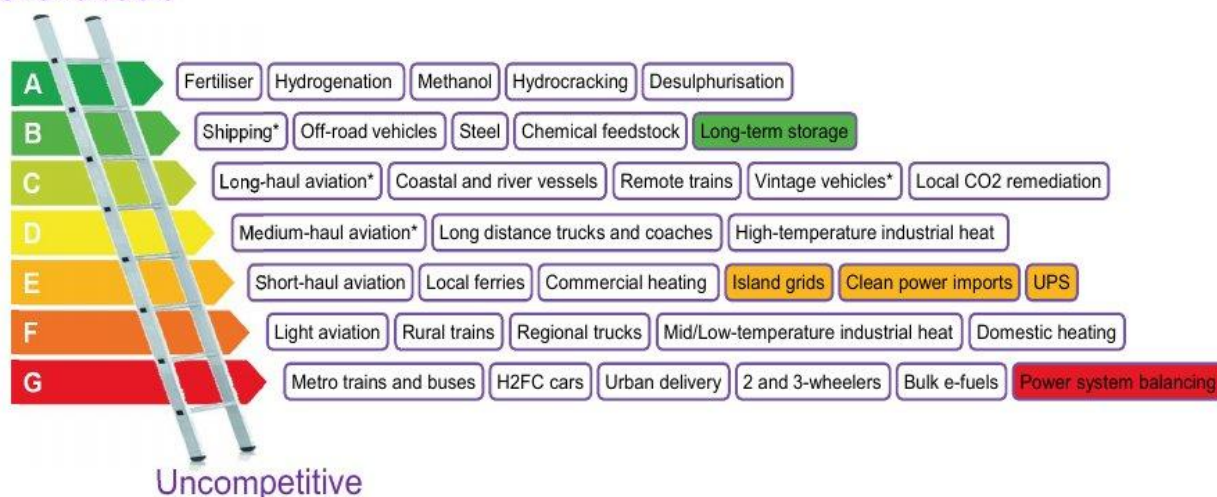 A Fertiliser Hydrogenation Methanol Hydrocracking Desulphurisation
B Shipping* Off-road vehicles Steel Chemical feedstock Long-term storage
C Long-haul aviation* Coastal and river vessels Remote trains Vintage vehicles* Local CO2 remediation
D Medium-haul aviation* Long distance trucks and coaches High-temperature industrial heat
E Short-haul aviation Local ferries Commercial heating Island grids Clean power imports UPS
F Light aviation Rural trains Regional trucks Mid/Low-temperature industrial heat Domestic heating
G Metro trains and buses H2FC cars Urban delivery 2 and 3-wheelers Bulk e-fuels Power system balancing
Uncompetitive